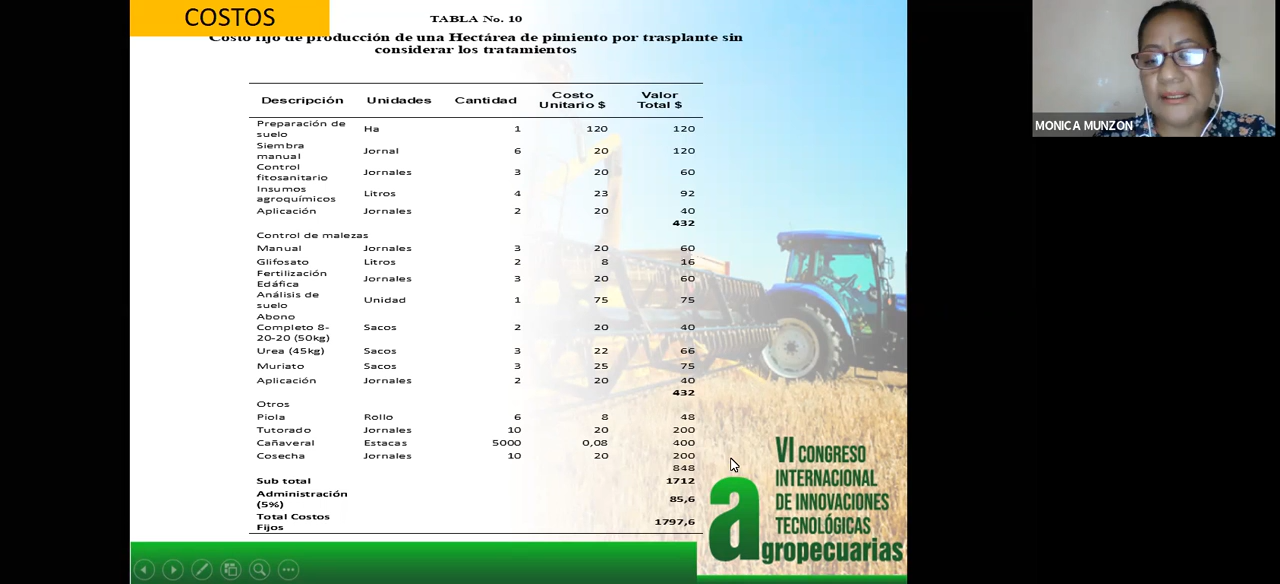 COSTOS
TABLA No. 10
Costo fijo de producción de una Hectárea de pimiento por trasplante sin
considerar los tratamientos
Descripción Unidades Cantidad Costo Unitario $ Valor Total $
Preparación de suelo Ha 1 120 120
Siembra manual Jornal 6 20 120
Control fitosanitario Jornales 3 20 60
Insumos agroquímicos Litros 4 23 92
Aplicación Jornales 2 20 40
432
Control de malezas
Manual Jornales 3 20 60
Glifosato Litros 2 8 16
Fertilización Edáfica Jornales 3 20 60
Análisis de suelo Unidad 1 75 75
Abono Completo 8-20-20 (50kg) Sacos 2 20 40
Urea (45kg) Sacos 3 22 66
Muriato Sacos 3 25 75
Aplicación Jornales 2 20 40
432
Otros
Piola Rollo 6 8 48
Tutorado Jornales 10 20 200
Cañaveral Estacas 5000 0,08 400
Cosecha Jornales 10 20 200
848
Sub total 1712
Administración (5%) 85,6
Total Costos Fijos 1797,6
VI CONGRESO
INTERNACIONAL
DE INNOVACIONES
TECNOLÓGICAS
agropecuarias
MONICA MUNZON